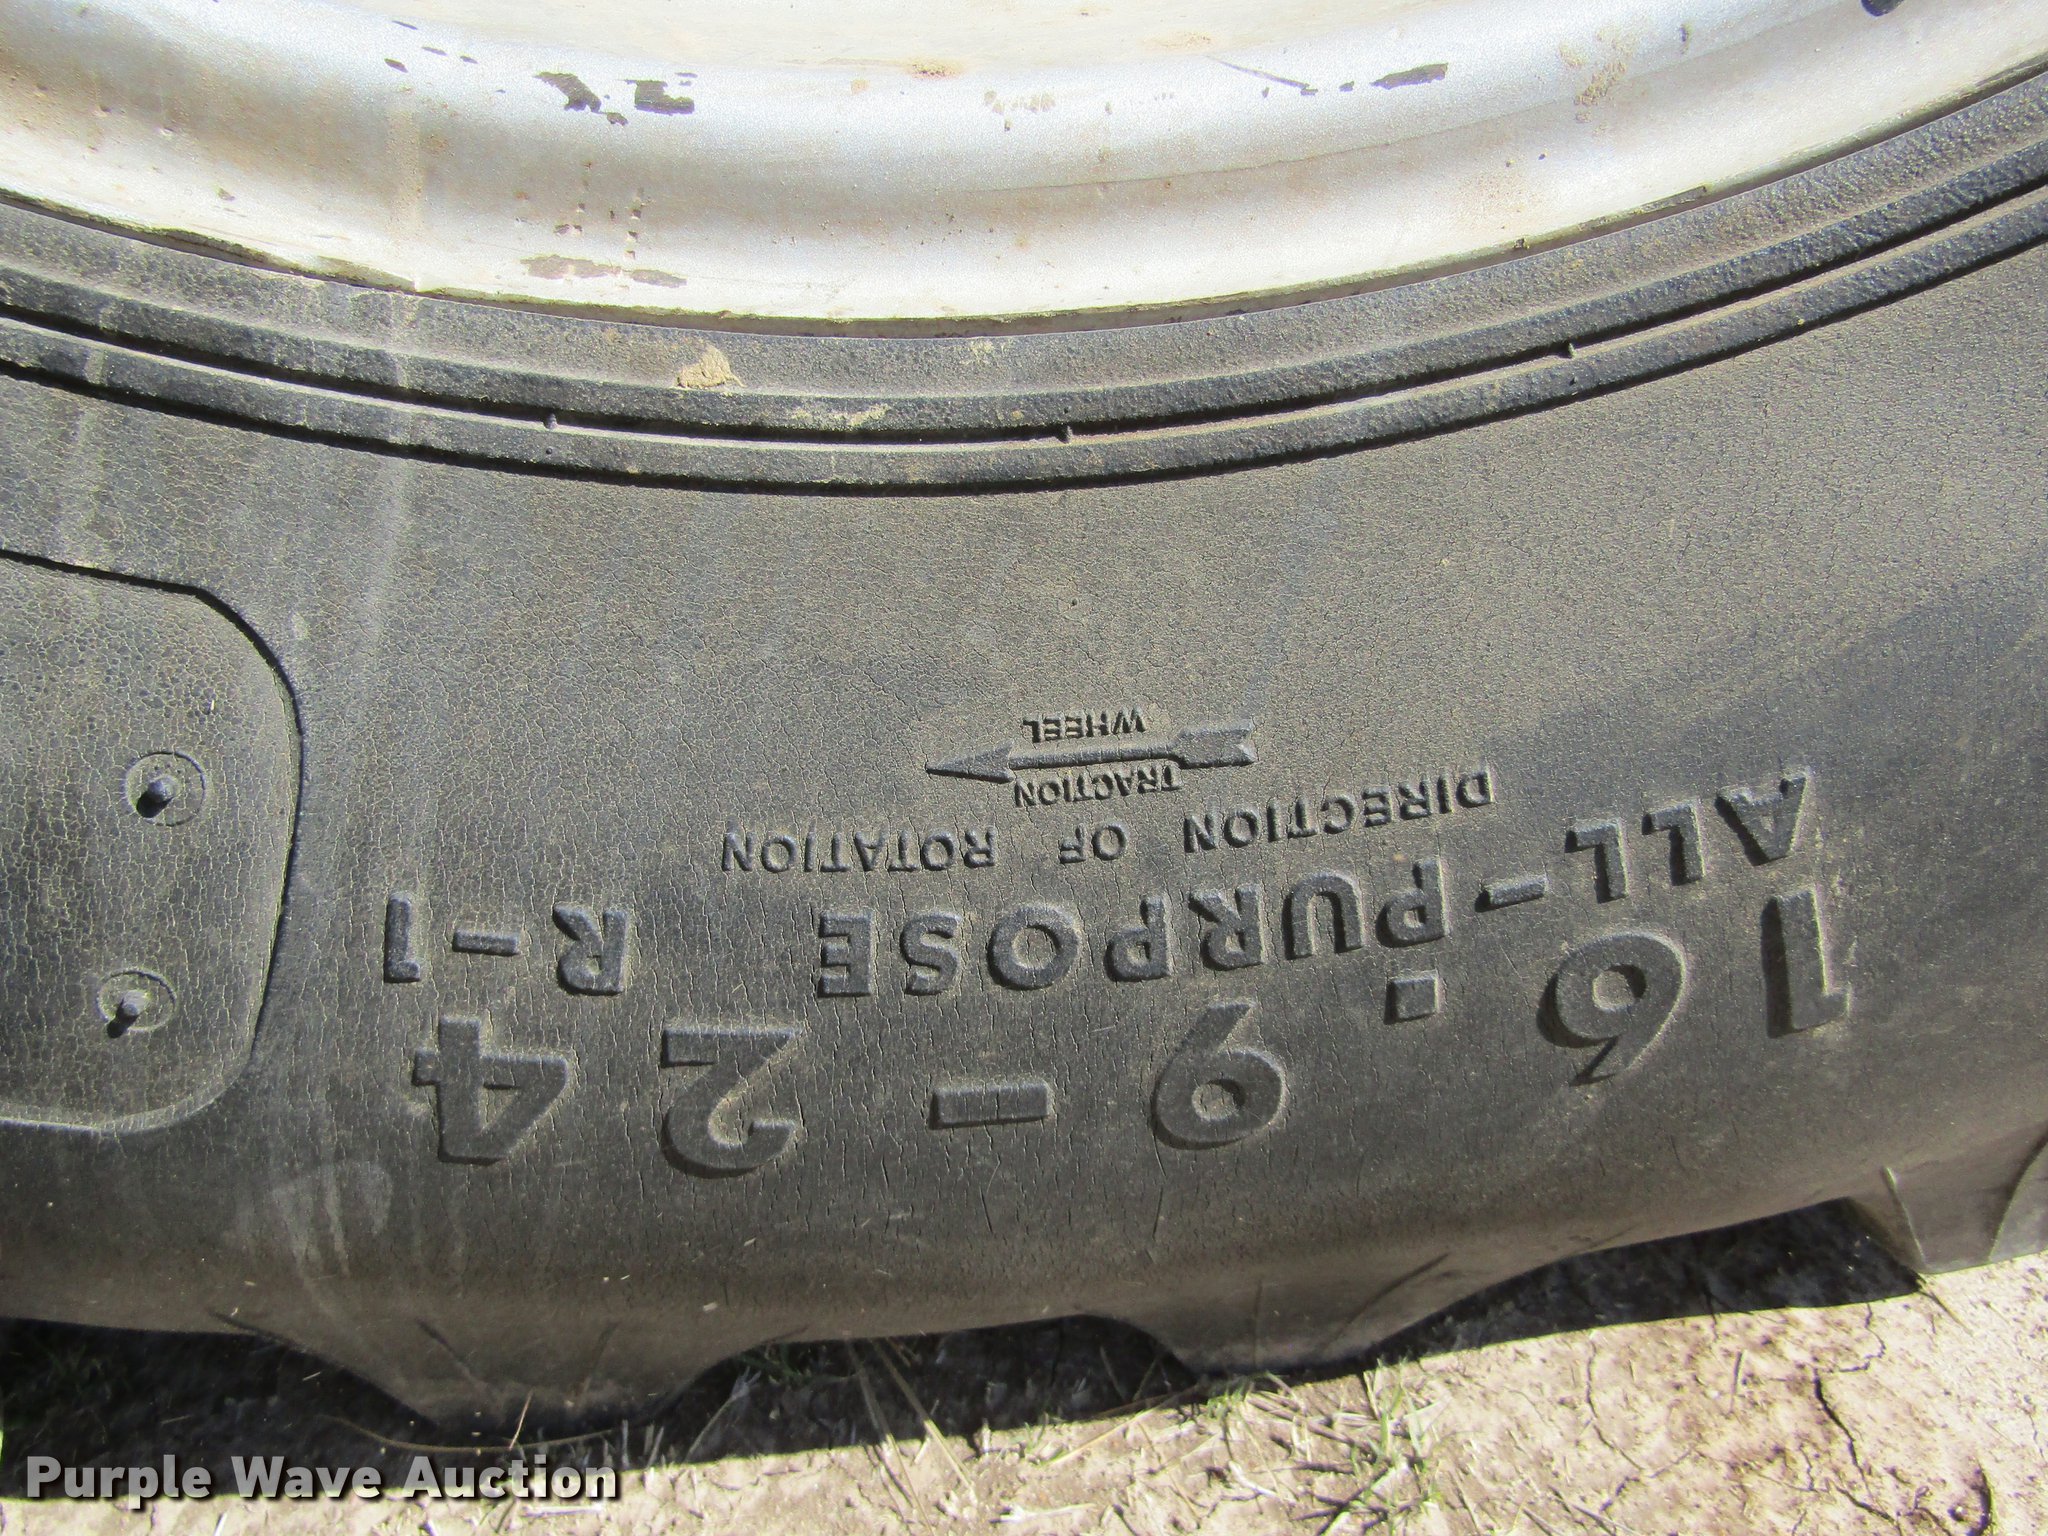 16.9-24
ALL-PURPOSE R-1
DIRECTION OF ROTATION
TRACTION
WHEEL
Purple Wave Auction